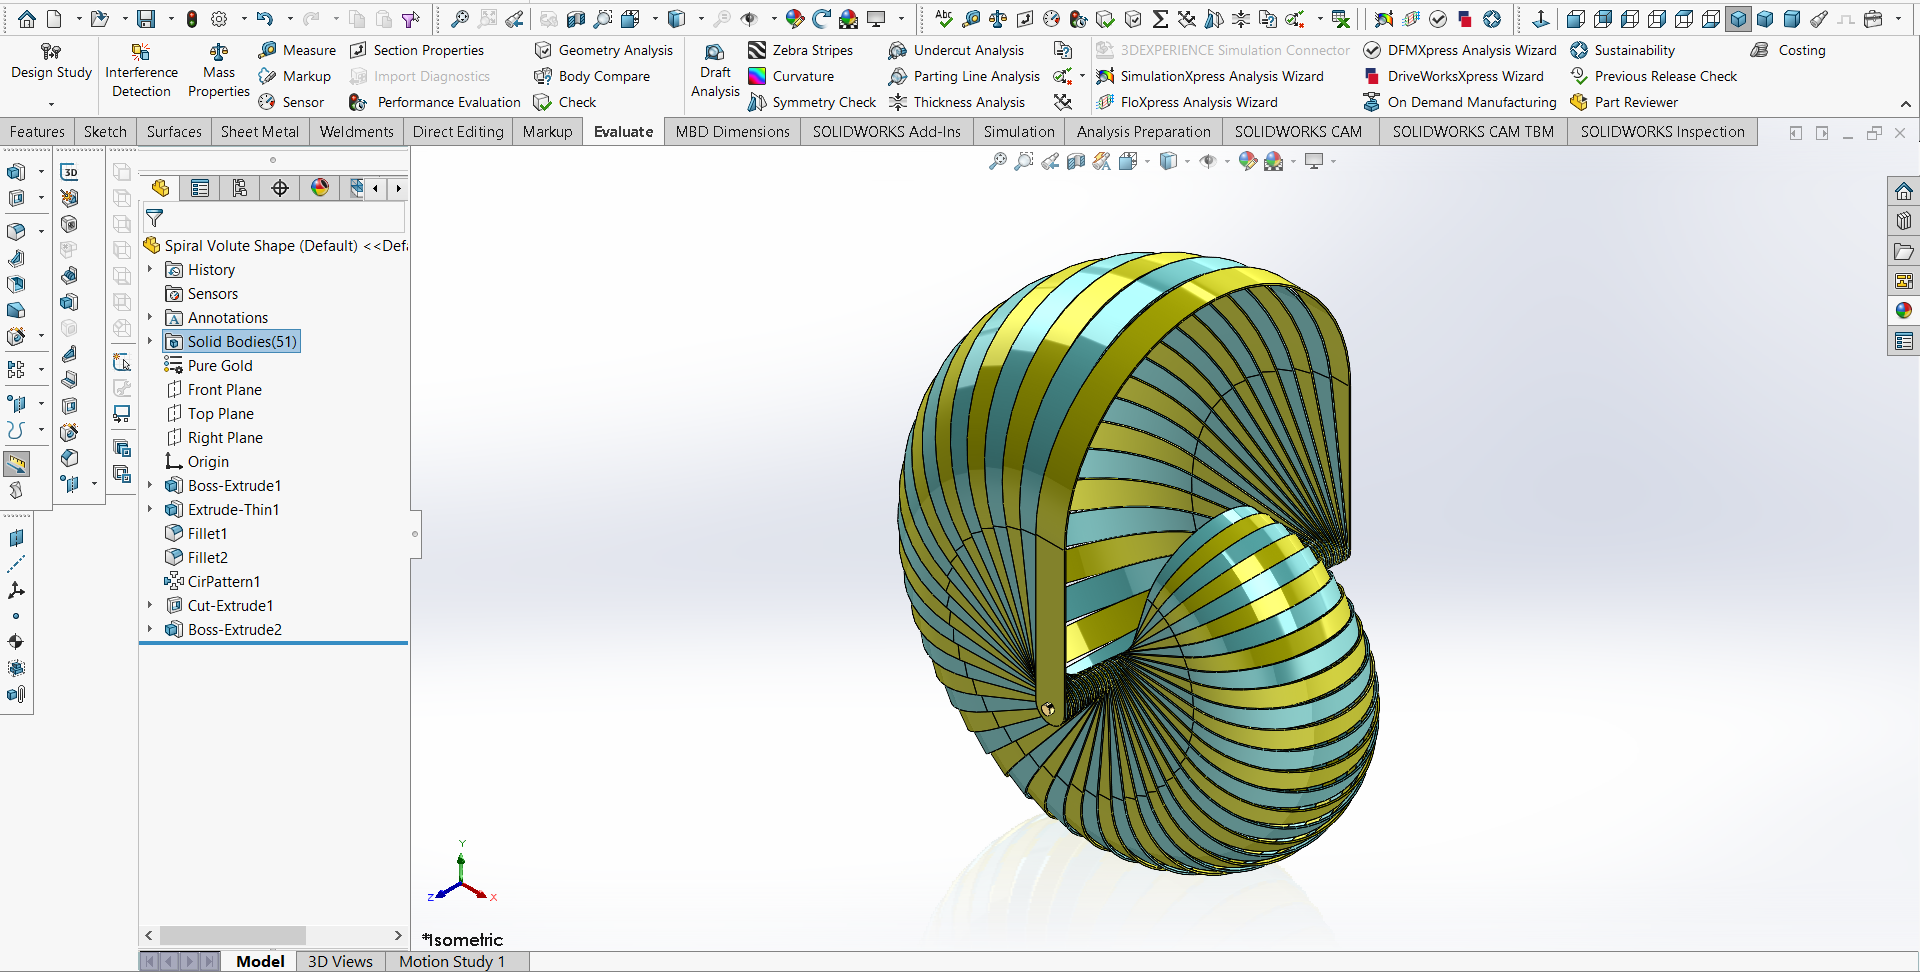 Design Study
Interference Detection
Mass Properties
Measure
Markup
Sensor
Section Properties
Import Diagnostics
Performance Evaluation
Geometry Analysis
Body Compare
Check
Draft Analysis
Zebra Stripes
Curvature
Symmetry Check
Undercut Analysis
Parting Line Analysis
Thickness Analysis
3DEXPERIENCE Simulation Connector
SimulationXpress Analysis Wizard
FloXpress Analysis Wizard
DFMXpress Analysis Wizard
DriveWorksXpress Wizard
On Demand Manufacturing
Sustainability
Previous Release Check
Part Reviewer
Costing
Features Sketch Surfaces Sheet Metal Weldments Direct Editing Markup Evaluate MBD Dimensions SOLIDWORKS Add-Ins Simulation Analysis Preparation SOLIDWORKS CAM SOLIDWORKS CAM TBM SOLIDWORKS Inspection
3D
Spiral Volute Shape (Default) <<Def
History
Sensors
Annotations
Solid Bodies(51)
Pure Gold
Front Plane
Top Plane
Right Plane
Origin
Boss-Extrude1
Extrude-Thin1
Fillet1
Fillet2
CirPattern1
Cut-Extrude1
Boss-Extrude2
Y
Z
X
*Isometric
Model 3D Views Motion Study 1